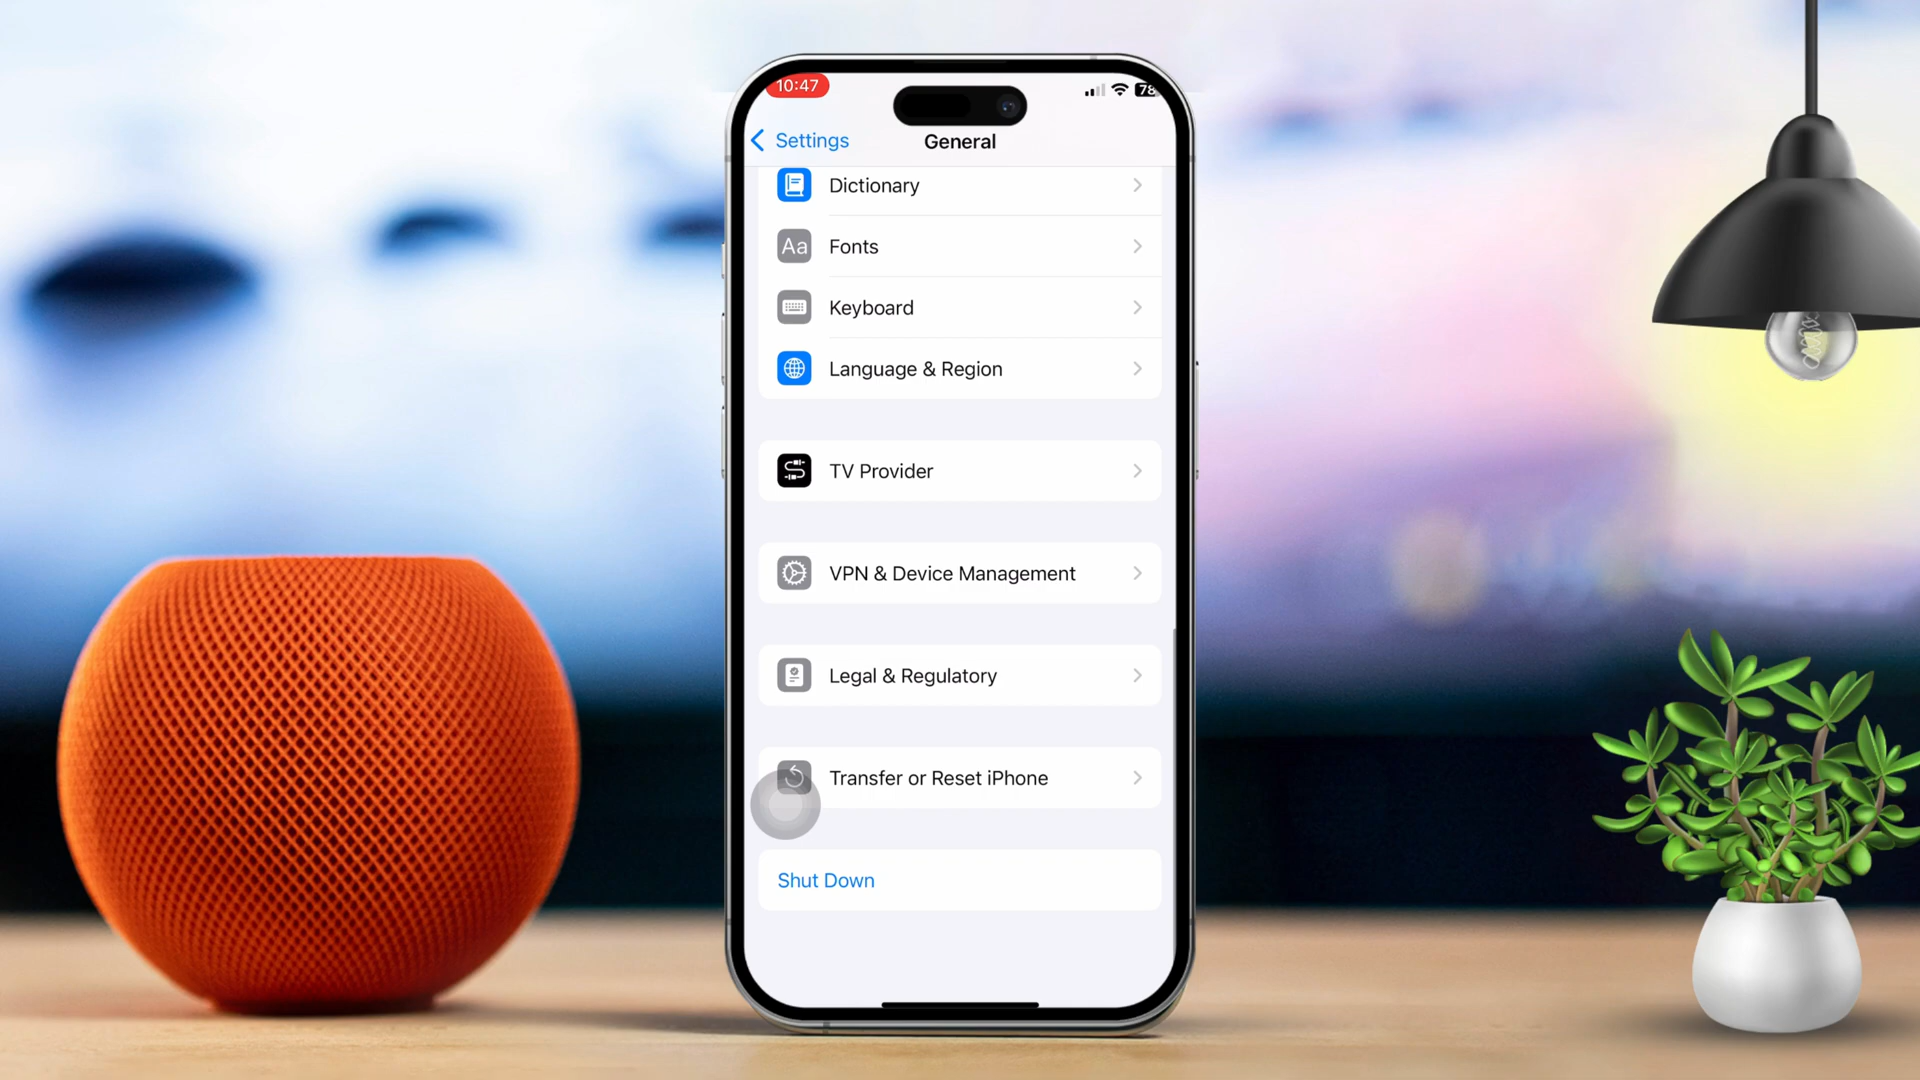 10:47
78
Settings
General
Dictionary
Aa
Fonts
Keyboard
Language & Region
TV Provider
VPN & Device Management
Legal & Regulatory
Transfer or Reset iPhone
Shut Down